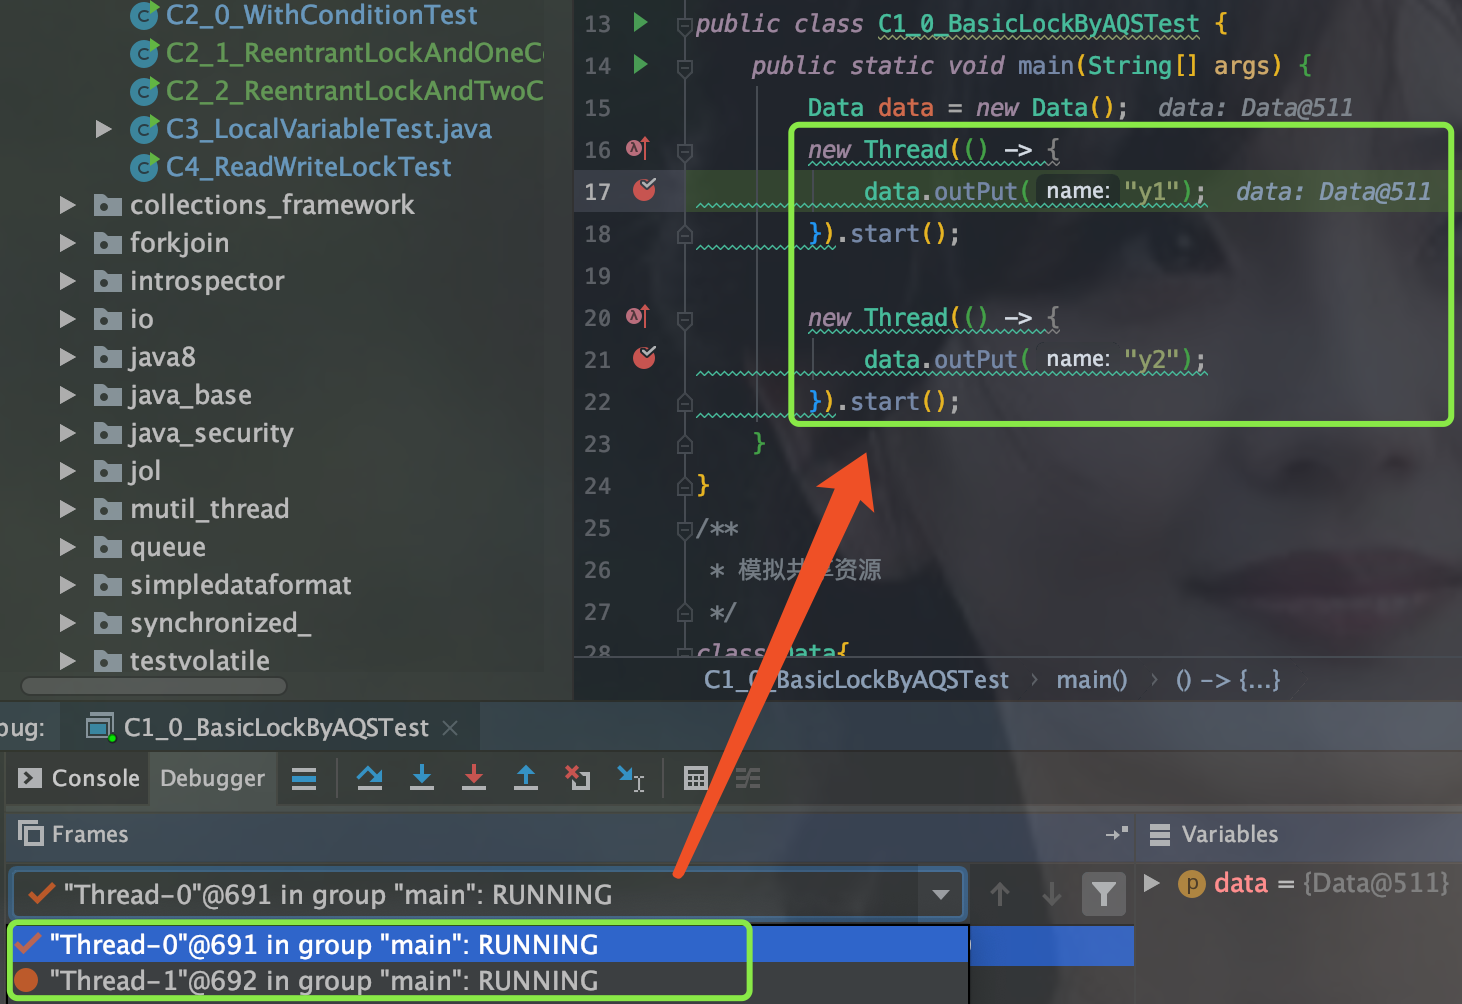 C2_0_WithConditionTest
C2_1_ReentrantLockAndOneC
C2_2_ReentrantLockAndTwoC
C3_LocalVariableTest.java
C4_ReadWriteLockTest
collections_framework
forkjoin
introspector
io
java8
java_base
java_security
jol
mutil_thread
queue
simpledataformat
synchronized_
testvolatile
13 public class C1_0_BasicLockByAQSTest {
14 public static void main(String[] args) {
15 Data data = new Data(); data: Data@511
16 new Thread(() -> {
17 data.outPut( name: "y1"); data: Data@511
18 }).start();
19
20 new Thread(() -> {
21 data.outPut( name: "y2");
22 }).start();
23 }
24 }
25 /**
26 * 模拟共享资源
27 */
28 class Data{
C1_0_BasicLockByAQSTest › main() › () -> {...}
bug: C1_0_BasicLockByAQSTest ×
Console Debugger
Frames
Variables
"Thread-0"@691 in group "main": RUNNING
p data = {Data@511}
"Thread-0"@691 in group "main": RUNNING
"Thread-1"@692 in group "main": RUNNING